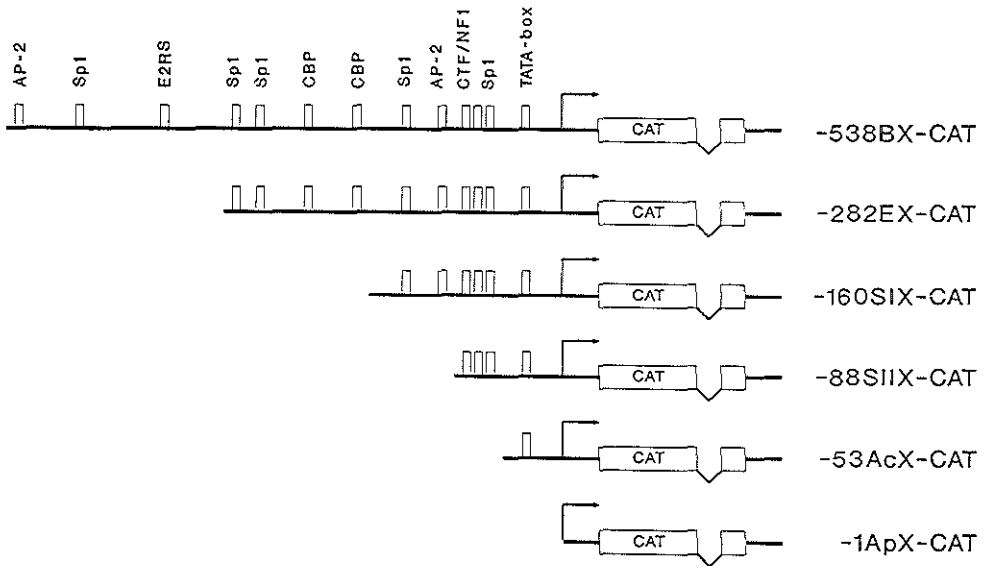 AP-2
Sp1
E2RS
Sp1
Sp1
CBP
CBP
Sp1
AP-2
CTF/NF1
Sp1
TATA-box
CAT
-538BX-CAT
CAT
-282EX-CAT
CAT
-160SIX-CAT
CAT
-88SIIX-CAT
CAT
-53AcX-CAT
CAT
-1ApX-CAT